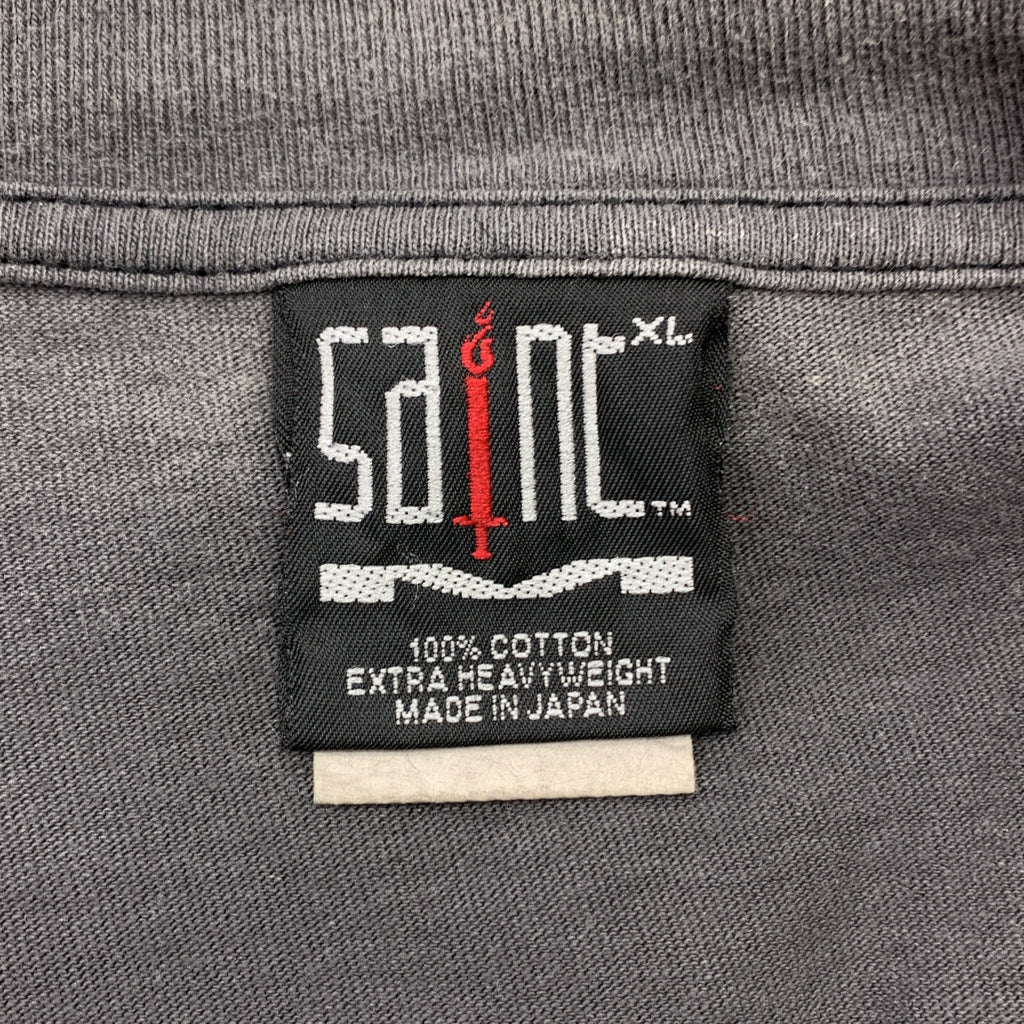 saint XL
TM
100% COTTON
EXTRA HEAVYWEIGHT
MADE IN JAPAN